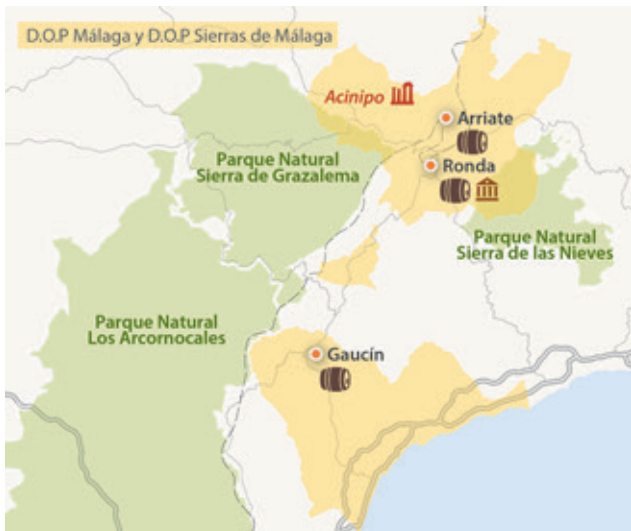 D.O.P Málaga y D.O.P Sierras de Málaga
Acinipo
Arriate
Ronda
Parque Natural
Sierra de Grazalema
Parque Natural
Sierra de las Nieves
Parque Natural
Los Arcornocales
Gaucín